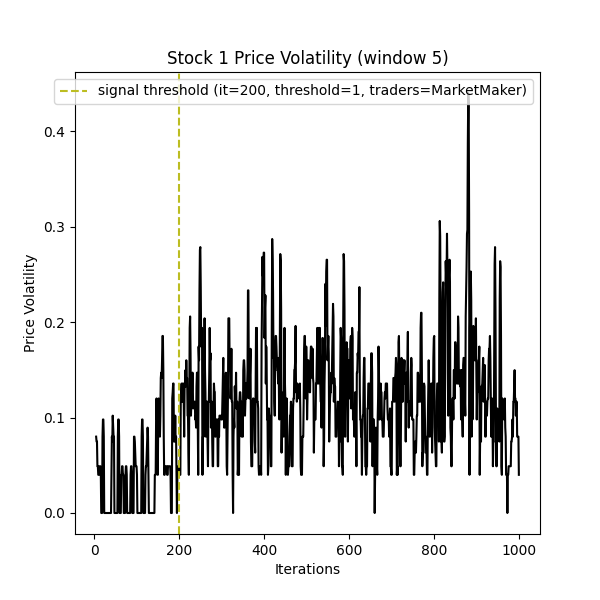 Stock 1 Price Volatility (window 5)
signal threshold (it=200, threshold=1, traders=MarketMaker)
Price Volatility
0.4
0.3
0.2
0.1
0.0
0 200 400 600 800 1000
Iterations